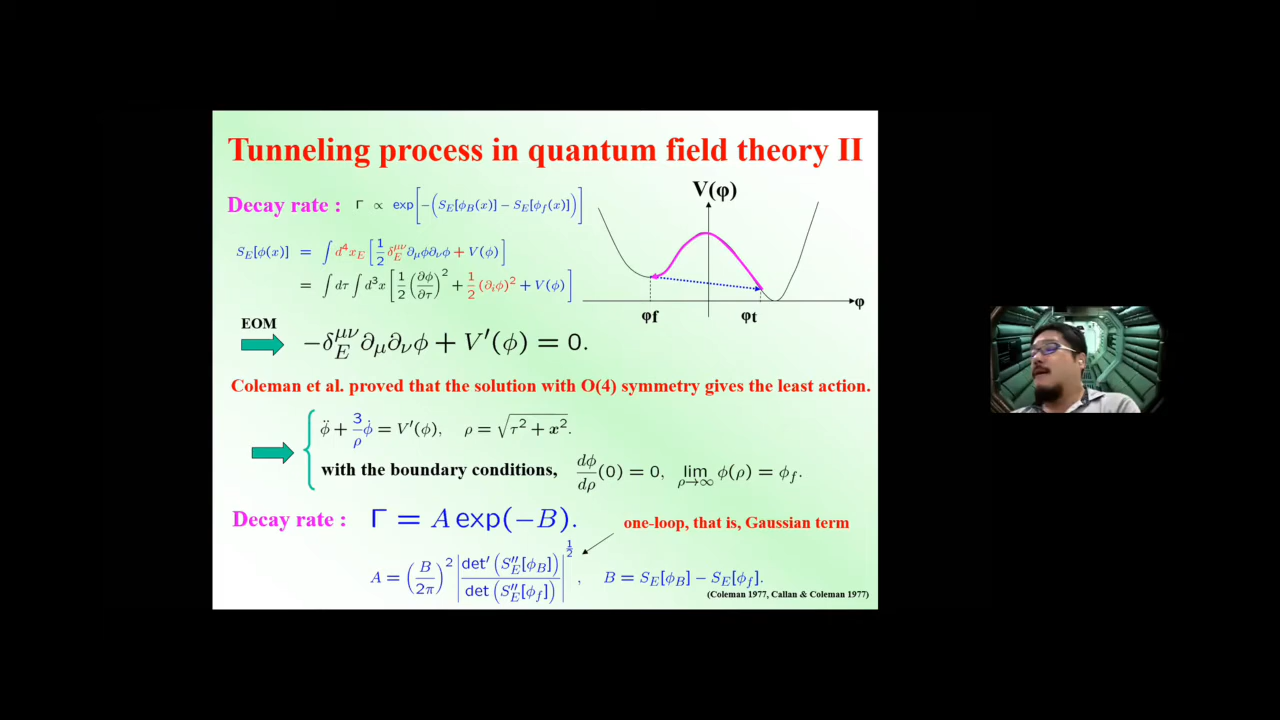 Tunneling process in quantum field theory II
Decay rate : Γ ∝ exp[−(S_E[ϕ_B(x)] − S_E[ϕ_f(x)])]
V(φ)
S_E[ϕ(x)] = ∫ d⁴x_E [1/2 δ_E^{μν} ∂_μϕ∂_νϕ + V(ϕ)]
= ∫ dτ ∫ d³x [1/2 (∂ϕ/∂τ)² + 1/2 (∂_iϕ)² + V(ϕ)]
φ
φf φt
EOM
−δ_E^{μν} ∂_μ∂_νϕ + V′(ϕ) = 0.
Coleman et al. proved that the solution with O(4) symmetry gives the least action.
ϕ̈ + 3/ρ ϕ̇ = V′(ϕ), ρ = √(τ² + x²).
with the boundary conditions, dϕ/dρ (0) = 0, lim_{ρ→∞} ϕ(ρ) = ϕ_f.
Decay rate : Γ = A exp(−B).
one-loop, that is, Gaussian term
A = (B/2π)² |det′(S″_E[ϕ_B]) / det(S″_E[ϕ_f])|^{1/2}, B = S_E[ϕ_B] − S_E[ϕ_f].
(Coleman 1977, Callan & Coleman 1977)